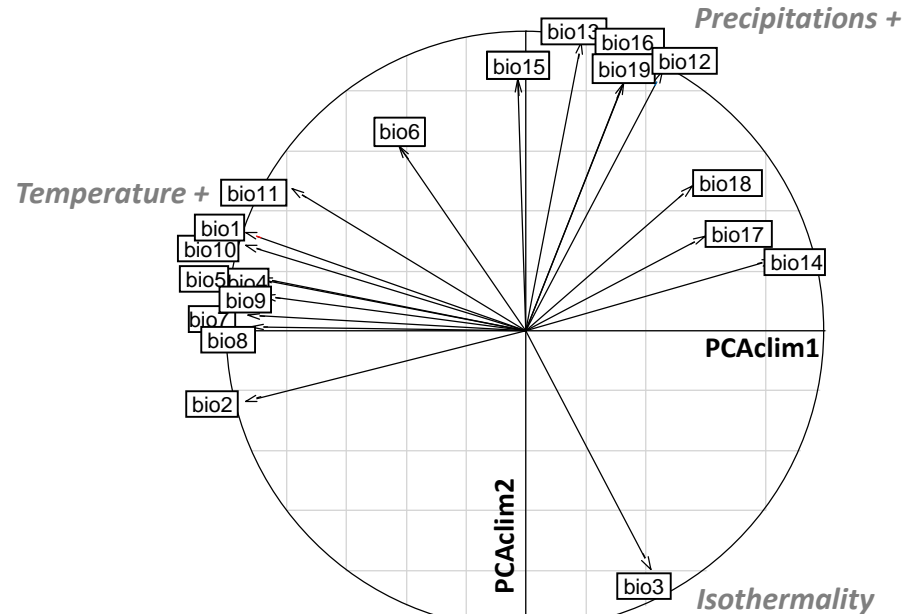 Precipitations +
bio13
bio16
bio12
bio15
bio19
bio6
bio18
Temperature +
bio11
bio1
bio17
bio10
bio14
bio5
bio4
bio9
bio7
bio8
PCAclim1
bio2
PCAclim2
bio3
Isothermality